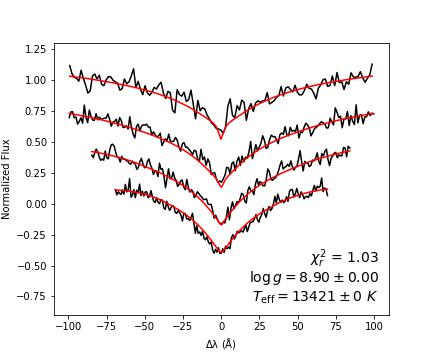 1.25
1.00
0.75
0.50
0.25
0.00
−0.25
−0.50
−0.75
Normalized Flux
χ²ᵣ = 1.03
log g = 8.90 ± 0.00
T_eff = 13421 ± 0 K
−100 −75 −50 −25 0 25 50 75 100
Δλ (Å)